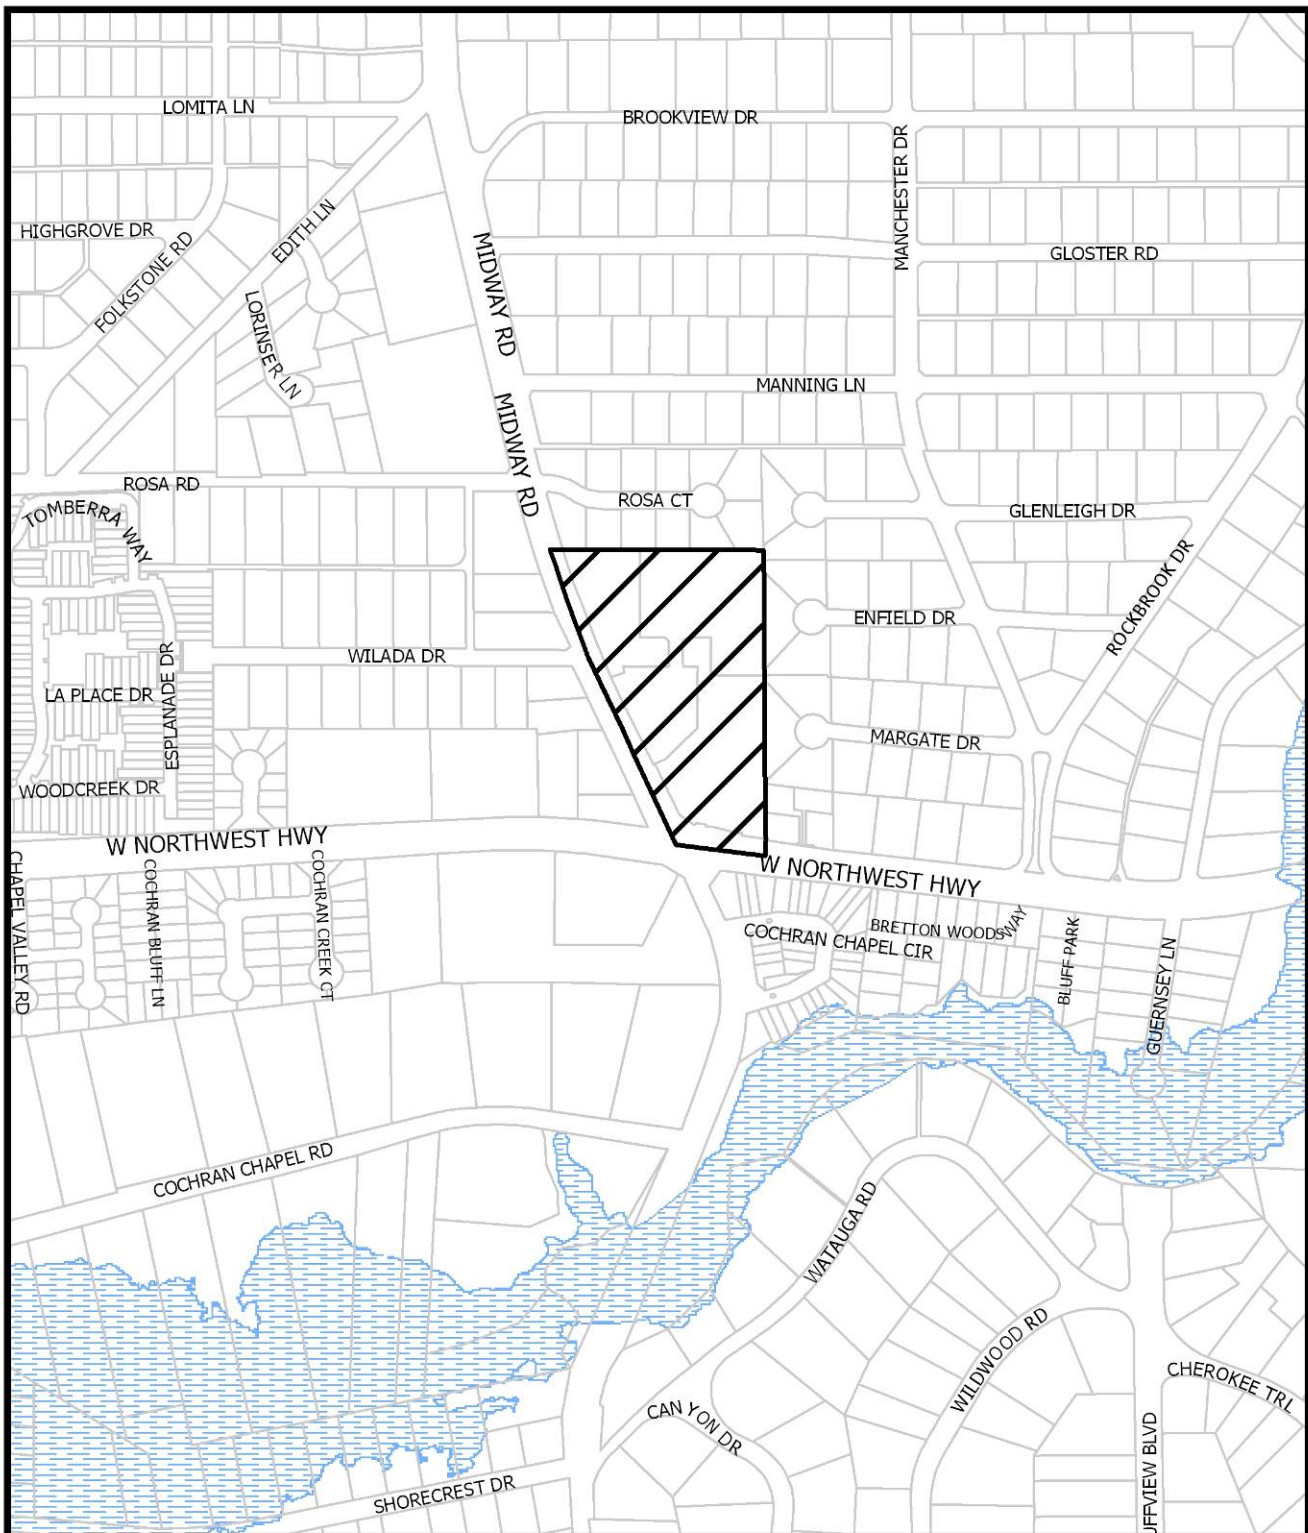 LOMITA LN
BROOKVIEW DR
MANCHESTER DR
HIGHGROVE DR
FOLKSTONE RD
EDITH LN
MIDWAY RD
GLOSTER RD
LORINSER LN
MANNING LN
MIDWAY RD
ROSA RD
ROSA CT
TOMBERRA WAY
GLENLEIGH DR
ROCKBROOK DR
ENFIELD DR
WILADA DR
LA PLACE DR
ESPLANADE DR
MARGATE DR
WOODCREEK DR
W NORTHWEST HWY
W NORTHWEST HWY
CHAPEL VALLEY RD
COCHRAN BLUFF LN
COCHRAN CREEK CT
BRETTON WOODS WAY
COCHRAN CHAPEL CIR
BLUFF PARK
GUERNSEY LN
COCHRAN CHAPEL RD
WATAUGA RD
WILDWOOD RD
CHEROKEE TRL
CAN YON DR
UFFVIEW BLVD
SHORECREST DR